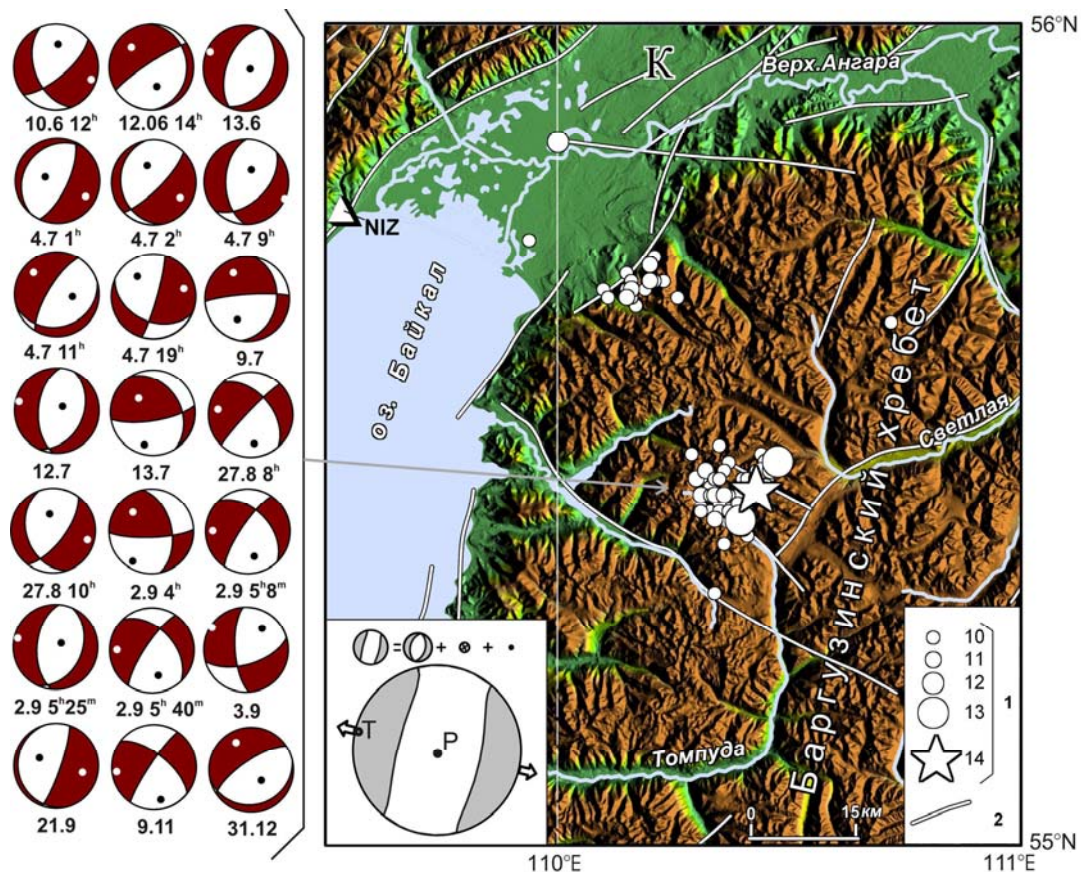 10.6 12ʰ 12.06 14ʰ 13.6
4.7 1ʰ 4.7 2ʰ 4.7 9ʰ
4.7 11ʰ 4.7 19ʰ 9.7
12.7 13.7 27.8 8ʰ
27.8 10ʰ 2.9 4ʰ 2.9 5ʰ8ᵐ
2.9 5ʰ25ᵐ 2.9 5ʰ 40ᵐ 3.9
21.9 9.11 31.12
56°N
К
Верх.Ангара
NIZ
оз. Байкал
Баргузинский хребет
Светлая
Томпуда
= + +
T
P
0 15км
10
11
12
13
14
1
2
55°N
110°E 111°E